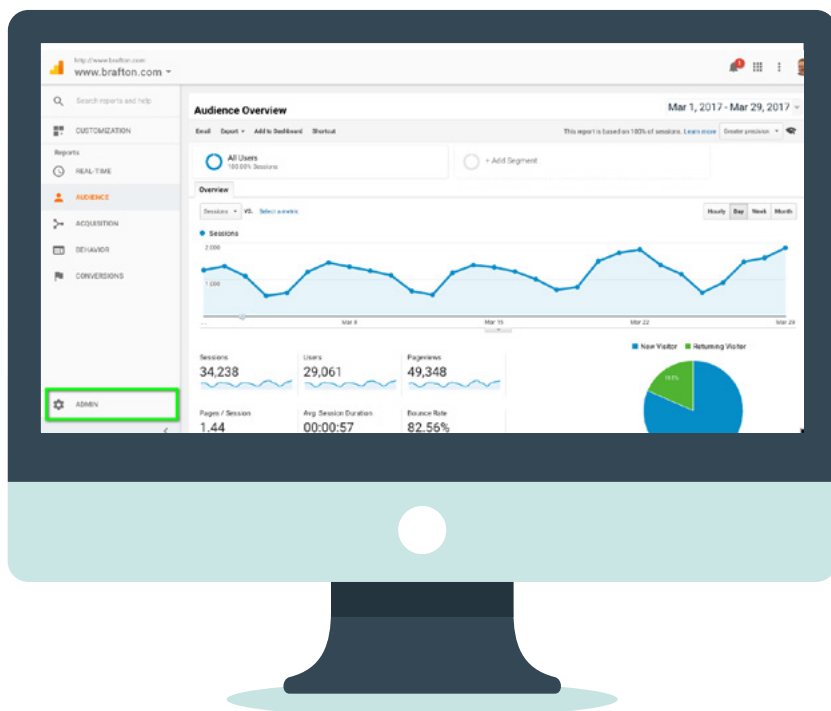 http://www.brafton.com
www.brafton.com
1
Search reports and help
Audience Overview
Mar 1, 2017 - Mar 29, 2017
CUSTOMIZATION
Email Export Add to Dashboard Shortcut
This report is based on 100% of sessions. Learn more Greater precision
Reports
REAL-TIME
AUDIENCE
ACQUISITION
BEHAVIOR
CONVERSIONS
ADMIN
All Users
100.00% Sessions
+ Add Segment
Overview
Sessions VS. Select a metric
Hourly Day Week Month
Sessions
2,000
1,000
... Mar 8 Mar 15 Mar 22 Mar 29
New Visitor Returning Visitor
Sessions Users Pageviews
34,238 29,061 49,348
Pages / Session Avg. Session Duration Bounce Rate
1.44 00:00:57 82.56%